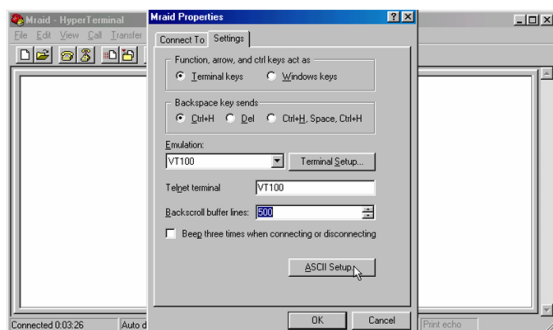 Mraid - HyperTerminal
File Edit View Call Transfer
Mraid Properties
Connect To Settings
Function, arrow, and ctrl keys act as
Terminal keys Windows keys
Backspace key sends
Ctrl+H Del Ctrl+H, Space, Ctrl+H
Emulation:
VT100 Terminal Setup...
Telnet terminal VT100
Backscroll buffer lines: 500
Beep three times when connecting or disconnecting
ASCII Setup
OK Cancel
Connected 0:03:26 Auto d Print echo